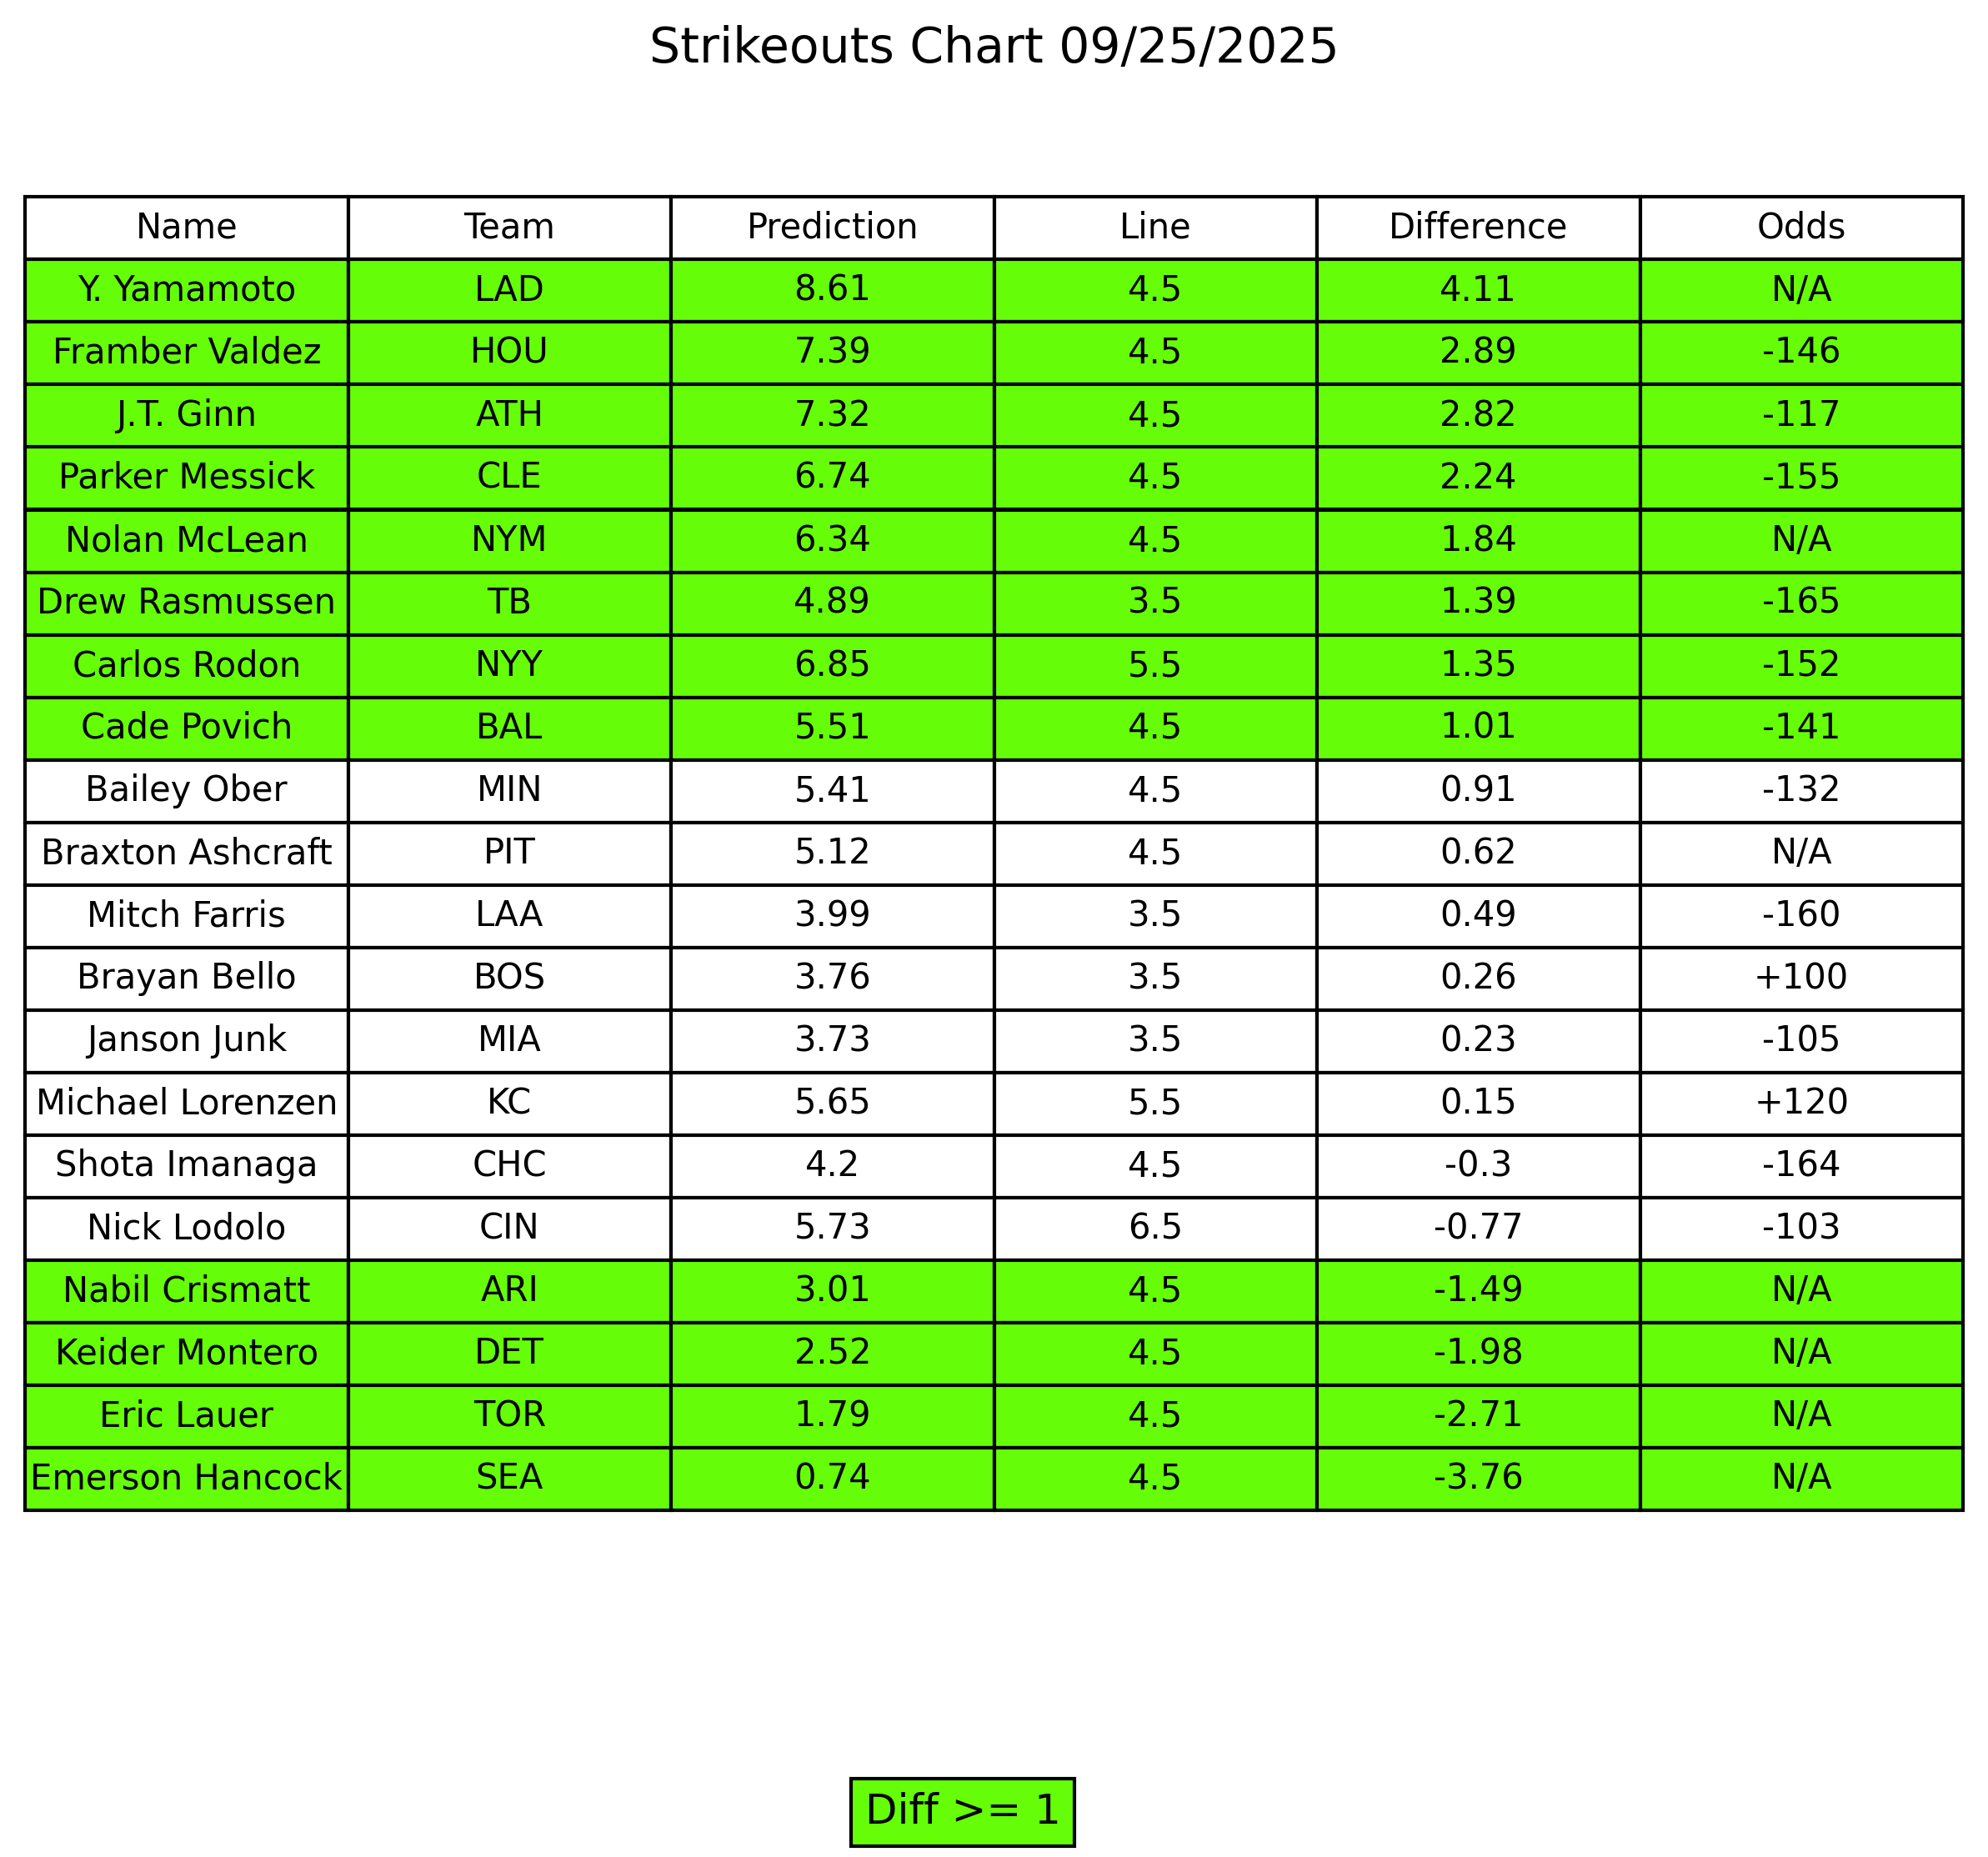 Strikeouts Chart 09/25/2025
Name Team Prediction Line Difference Odds
Y. Yamamoto LAD 8.61 4.5 4.11 N/A
Framber Valdez HOU 7.39 4.5 2.89 -146
J.T. Ginn ATH 7.32 4.5 2.82 -117
Parker Messick CLE 6.74 4.5 2.24 -155
Nolan McLean NYM 6.34 4.5 1.84 N/A
Drew Rasmussen TB 4.89 3.5 1.39 -165
Carlos Rodon NYY 6.85 5.5 1.35 -152
Cade Povich BAL 5.51 4.5 1.01 -141
Bailey Ober MIN 5.41 4.5 0.91 -132
Braxton Ashcraft PIT 5.12 4.5 0.62 N/A
Mitch Farris LAA 3.99 3.5 0.49 -160
Brayan Bello BOS 3.76 3.5 0.26 +100
Janson Junk MIA 3.73 3.5 0.23 -105
Michael Lorenzen KC 5.65 5.5 0.15 +120
Shota Imanaga CHC 4.2 4.5 -0.3 -164
Nick Lodolo CIN 5.73 6.5 -0.77 -103
Nabil Crismatt ARI 3.01 4.5 -1.49 N/A
Keider Montero DET 2.52 4.5 -1.98 N/A
Eric Lauer TOR 1.79 4.5 -2.71 N/A
Emerson Hancock SEA 0.74 4.5 -3.76 N/A
Diff >= 1